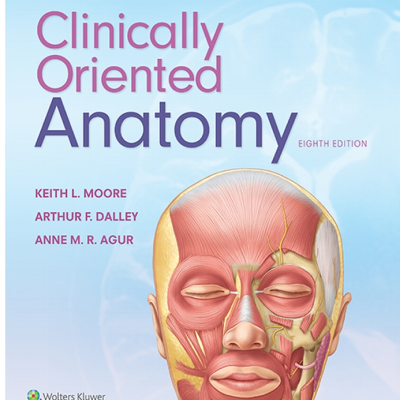 Clinically
Oriented
Anatomy
EIGHTH EDITION
KEITH L. MOORE
ARTHUR F. DALLEY
ANNE M. R. AGUR
Wolters Kluwer